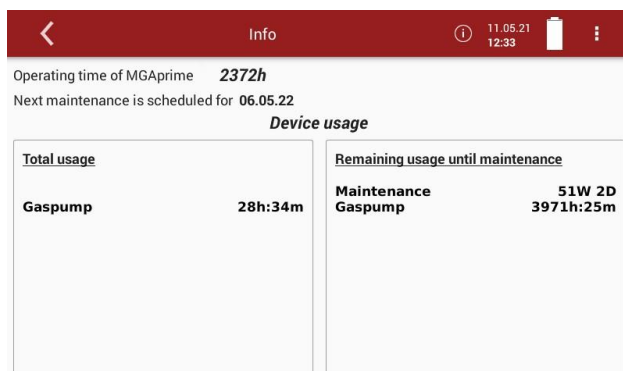 Info
11.05.21
12:33
Operating time of MGAprime 2372h
Next maintenance is scheduled for 06.05.22
Device usage
Total usage
Gaspump 28h:34m
Remaining usage until maintenance
Maintenance 51W 2D
Gaspump 3971h:25m